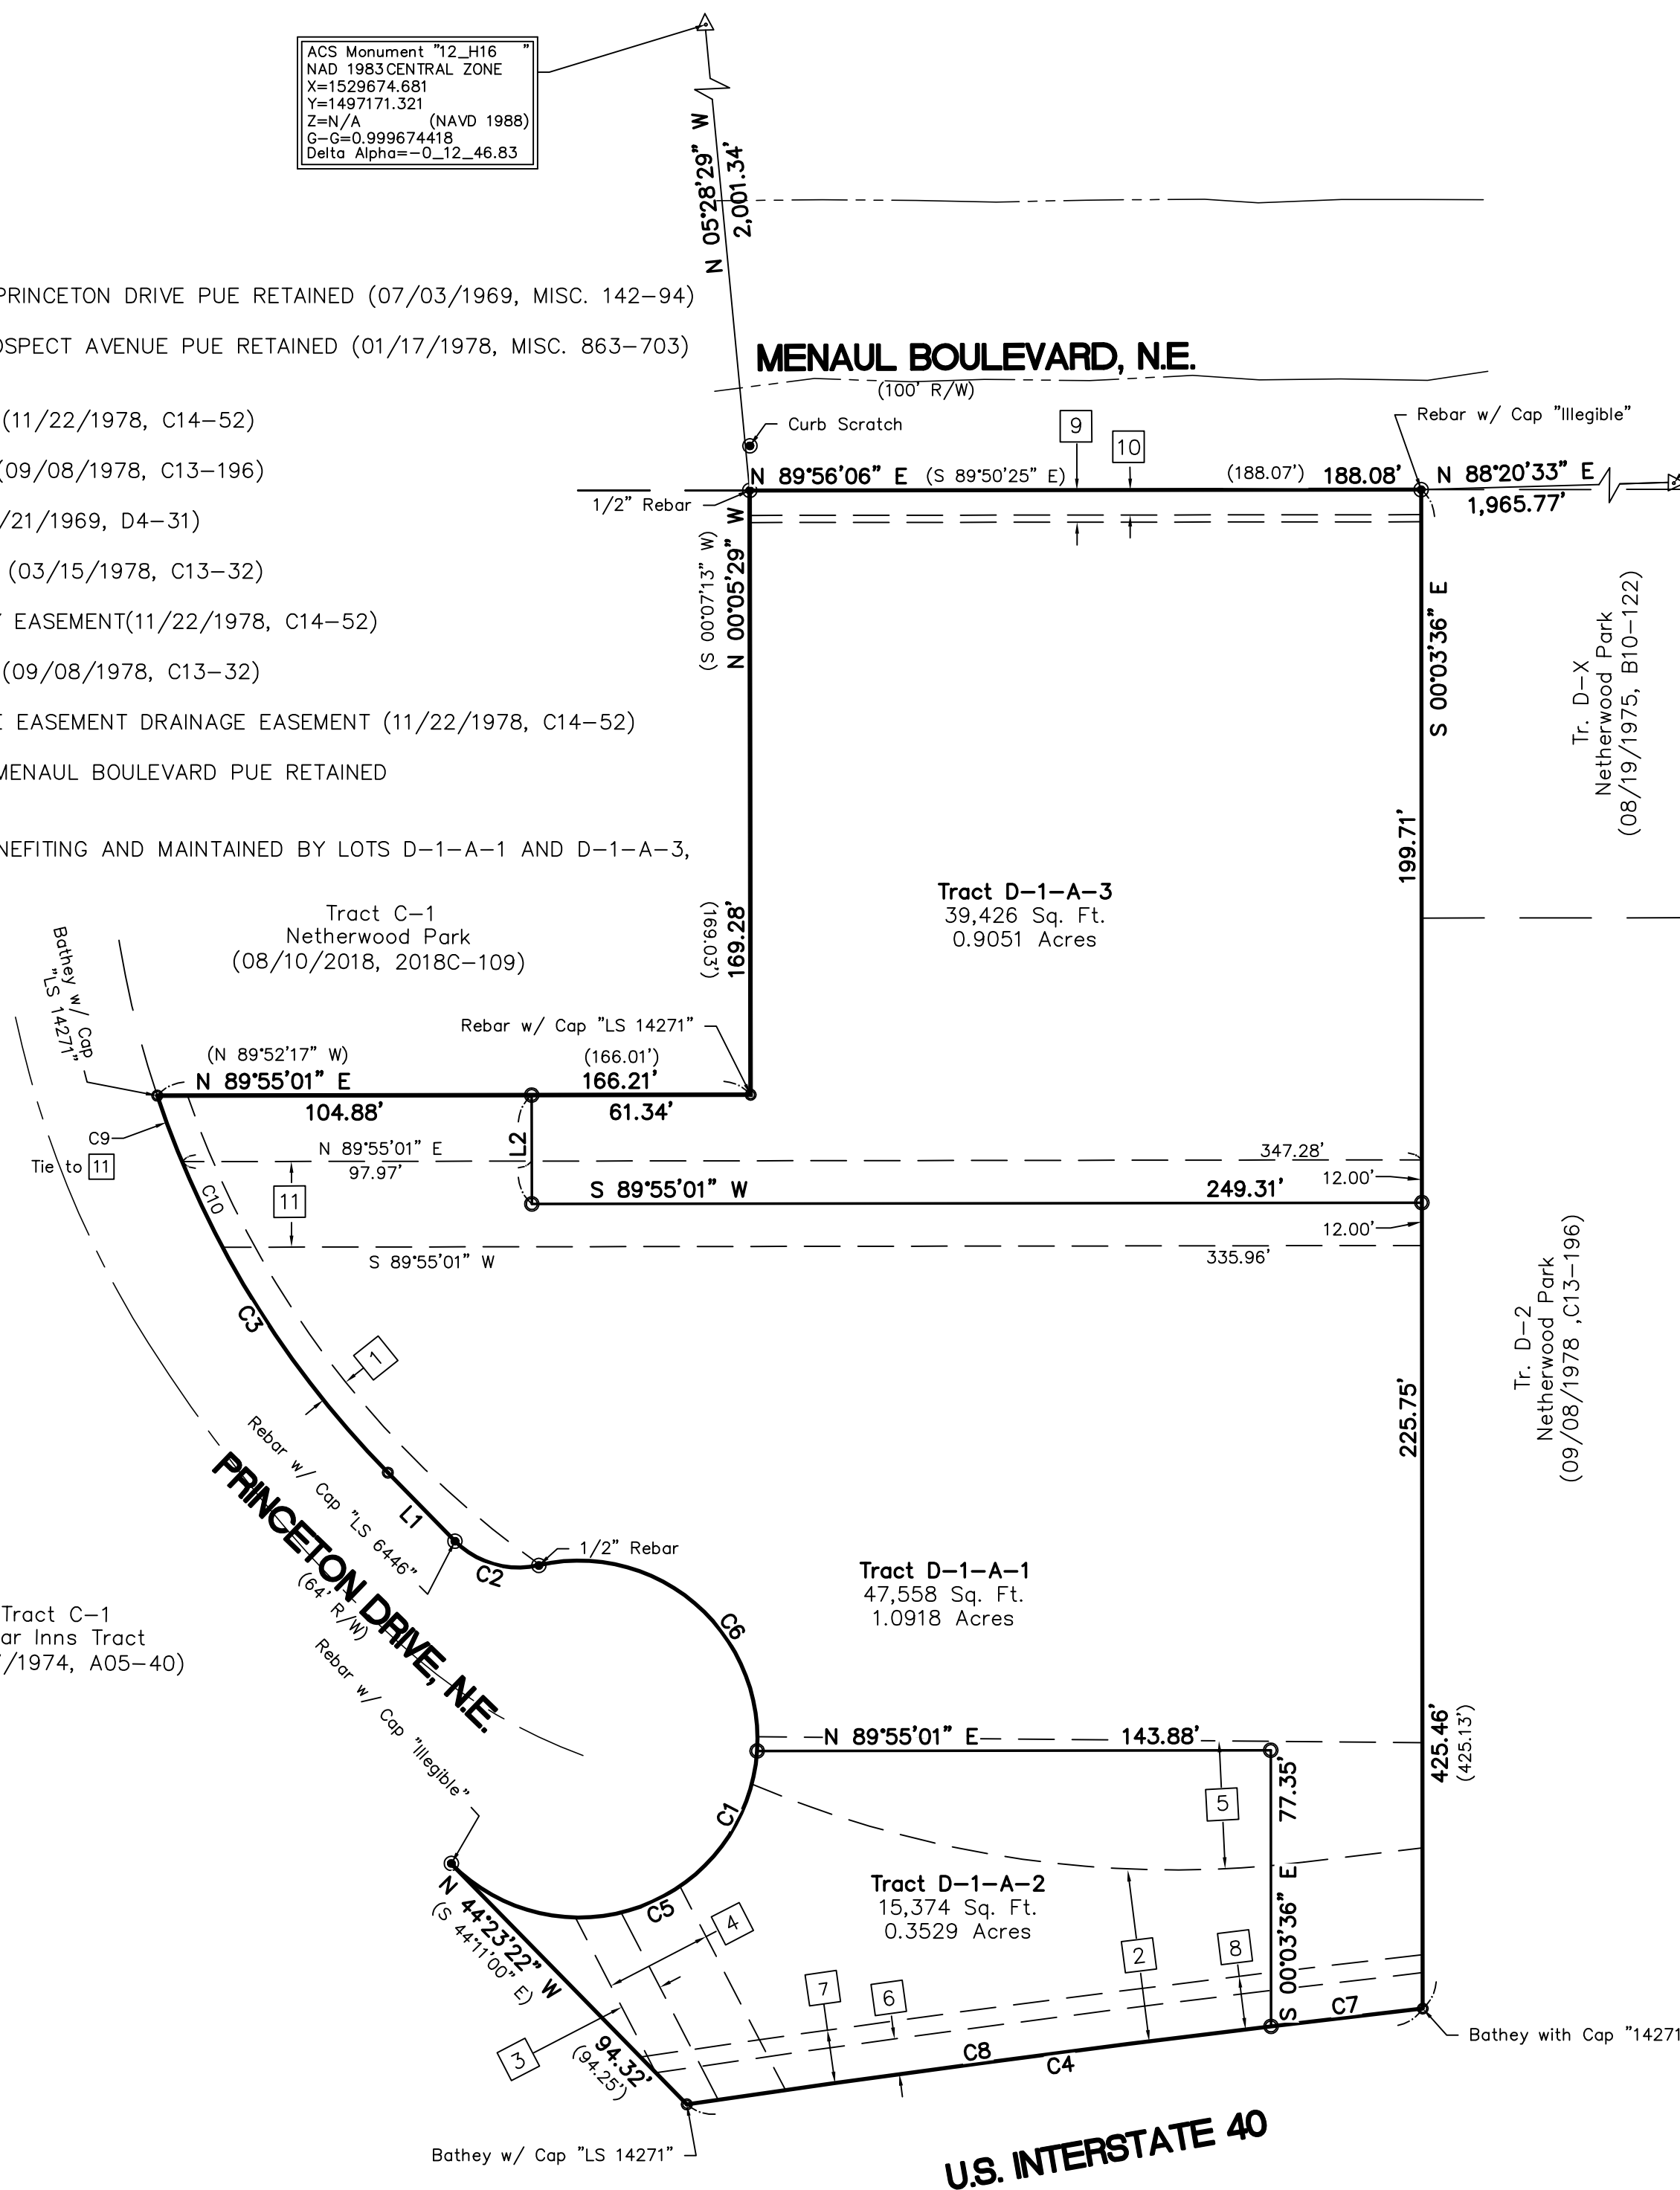 ACS Monument "12_H16 "
NAD 1983 CENTRAL ZONE
X=1529674.681
Y=1497171.321
Z=N/A (NAVD 1988)
G-G=0.999674418
Delta Alpha=-0_12_46.83
N 05°28'29" W
2,001.34'
PRINCETON DRIVE PUE RETAINED (07/03/1969, MISC. 142-94)
OSPECT AVENUE PUE RETAINED (01/17/1978, MISC. 863-703)
(11/22/1978, C14-52)
(09/08/1978, C13-196)
/21/1969, D4-31)
(03/15/1978, C13-32)
EASEMENT(11/22/1978, C14-52)
(09/08/1978, C13-32)
E EASEMENT DRAINAGE EASEMENT (11/22/1978, C14-52)
MENAUL BOULEVARD PUE RETAINED
NEFITING AND MAINTAINED BY LOTS D-1-A-1 AND D-1-A-3,
MENAUL BOULEVARD, N.E.
(100' R/W)
Curb Scratch
9
10
Rebar w/ Cap "Illegible"
N 89°56'06" E (S 89°50'25" E)
(188.07') 188.08'
N 88°20'33" E
1,965.77'
1/2" Rebar
(S 00°07'13" W)
N 00°05'29" W
(169.03')
169.28'
S 00°03'36" E
199.71'
Tr. D-X
Netherwood Park
(08/19/1975, B10-122)
Tract D-1-A-3
39,426 Sq. Ft.
0.9051 Acres
Tract C-1
Netherwood Park
(08/10/2018, 2018C-109)
Bathey w/ Cap
"LS 14271"
Rebar w/ Cap "LS 14271"
(N 89°52'17" W)
N 89°55'01" E
(166.01')
166.21'
104.88'
61.34'
C9
Tie to 11
L2
N 89°55'01" E
97.97'
347.28'
12.00'
C10
11
S 89°55'01" W
249.31'
12.00'
S 89°55'01" W
335.96'
C3
1
Tr. D-2
Netherwood Park
(09/08/1978 ,C13-196)
225.75'
Rebar w/ Cap "LS 6446"
L1
C2
1/2" Rebar
PRINCETON DRIVE, N.E.
(64' R/W)
Tract D-1-A-1
47,558 Sq. Ft.
1.0918 Acres
C6
Tract C-1
ar Inns Tract
/1974, A05-40)
Rebar w/ Cap "Illegible"
N 89°55'01" E
143.88'
425.46'
(425.13')
77.35'
5
C1
Tract D-1-A-2
15,374 Sq. Ft.
0.3529 Acres
S 00°03'36" E
N 44°23'22" W
(S 44°11'00" E)
C5
4
2
8
7
6
3
94.32'
(94.25')
C7
C8
C4
Bathey with Cap "14271
Bathey w/ Cap "LS 14271"
U.S. INTERSTATE 40